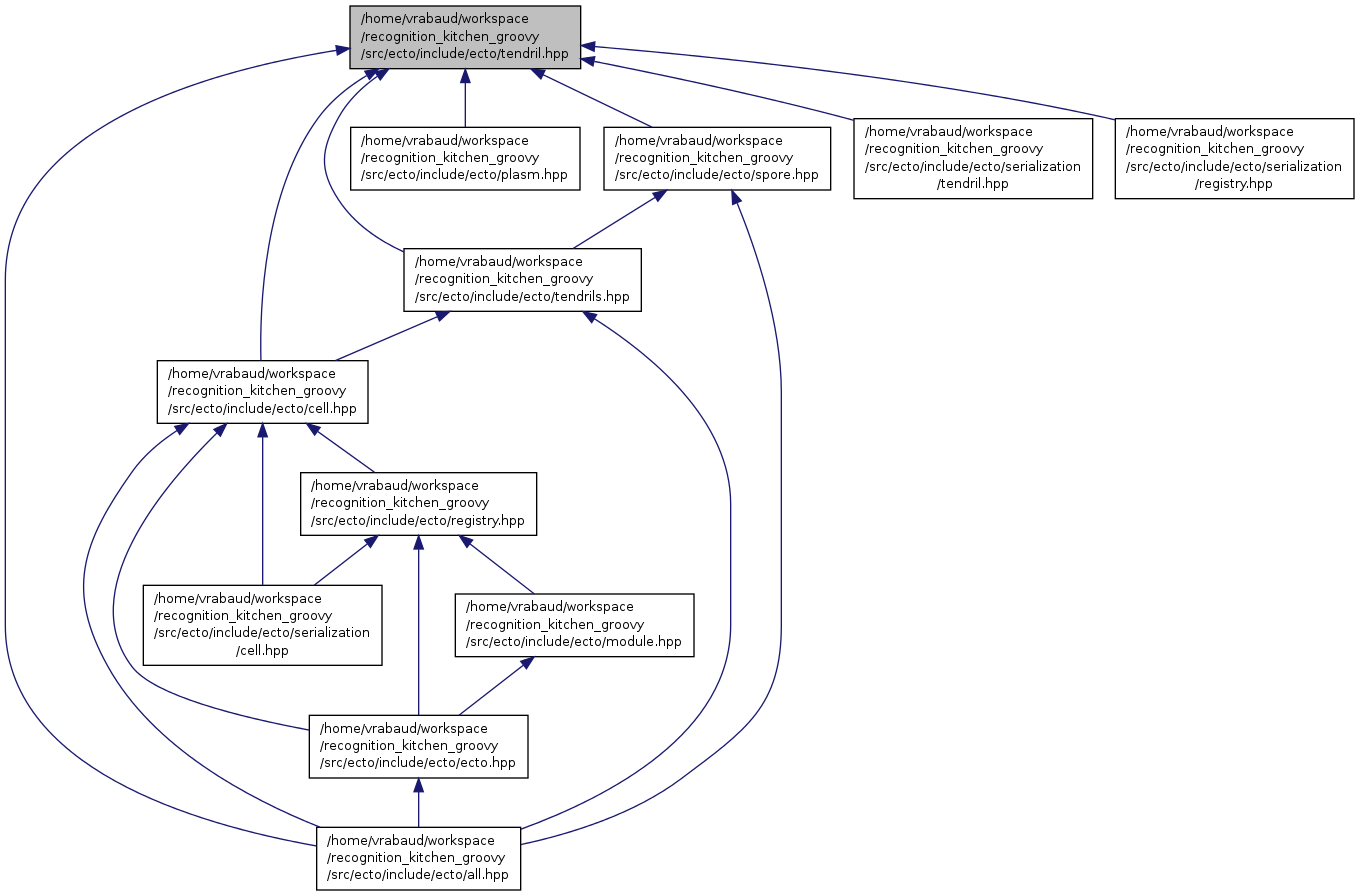 /home/vrabaud/workspace
/recognition_kitchen_groovy
/src/ecto/include/ecto/tendril.hpp
/home/vrabaud/workspace
/recognition_kitchen_groovy
/src/ecto/include/ecto/plasm.hpp
/home/vrabaud/workspace
/recognition_kitchen_groovy
/src/ecto/include/ecto/spore.hpp
/home/vrabaud/workspace
/recognition_kitchen_groovy
/src/ecto/include/ecto/serialization
/tendril.hpp
/home/vrabaud/workspace
/recognition_kitchen_groovy
/src/ecto/include/ecto/serialization
/registry.hpp
/home/vrabaud/workspace
/recognition_kitchen_groovy
/src/ecto/include/ecto/tendrils.hpp
/home/vrabaud/workspace
/recognition_kitchen_groovy
/src/ecto/include/ecto/cell.hpp
/home/vrabaud/workspace
/recognition_kitchen_groovy
/src/ecto/include/ecto/registry.hpp
/home/vrabaud/workspace
/recognition_kitchen_groovy
/src/ecto/include/ecto/serialization
/cell.hpp
/home/vrabaud/workspace
/recognition_kitchen_groovy
/src/ecto/include/ecto/module.hpp
/home/vrabaud/workspace
/recognition_kitchen_groovy
/src/ecto/include/ecto/ecto.hpp
/home/vrabaud/workspace
/recognition_kitchen_groovy
/src/ecto/include/ecto/all.hpp